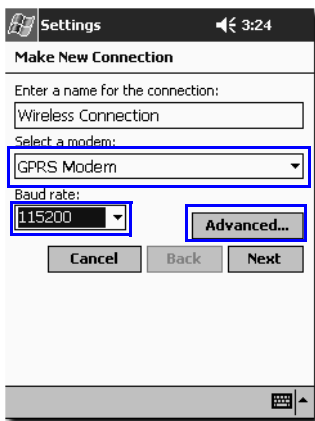 Settings 3:24
Make New Connection
Enter a name for the connection:
Wireless Connection
Select a modem:
GPRS Modem
Baud rate:
115200
Advanced...
Cancel Back Next